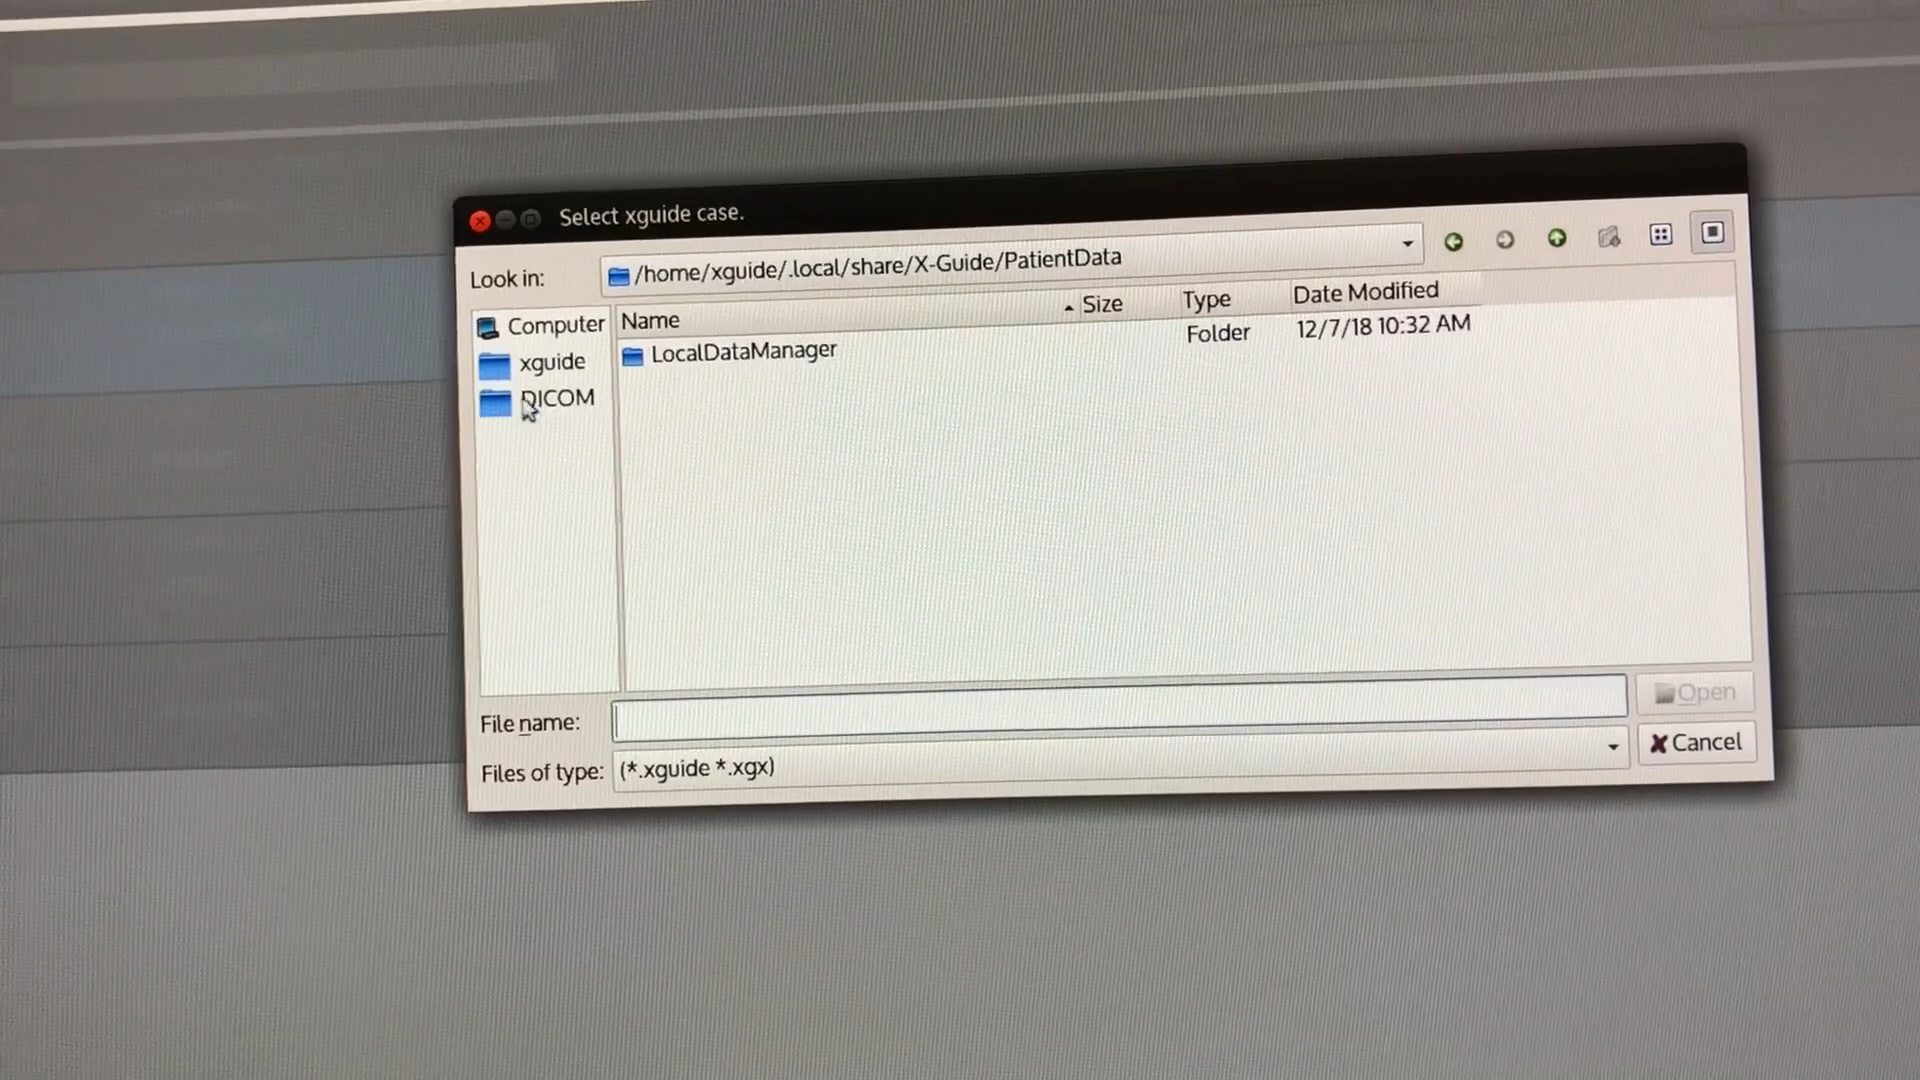 Select xguide case.
Look in: /home/xguide/.local/share/X-Guide/PatientData
Computer
xguide
DICOM
Name Size Type Date Modified
LocalDataManager Folder 12/7/18 10:32 AM
File name: Open
Files of type: (*.xguide *.xgx) Cancel